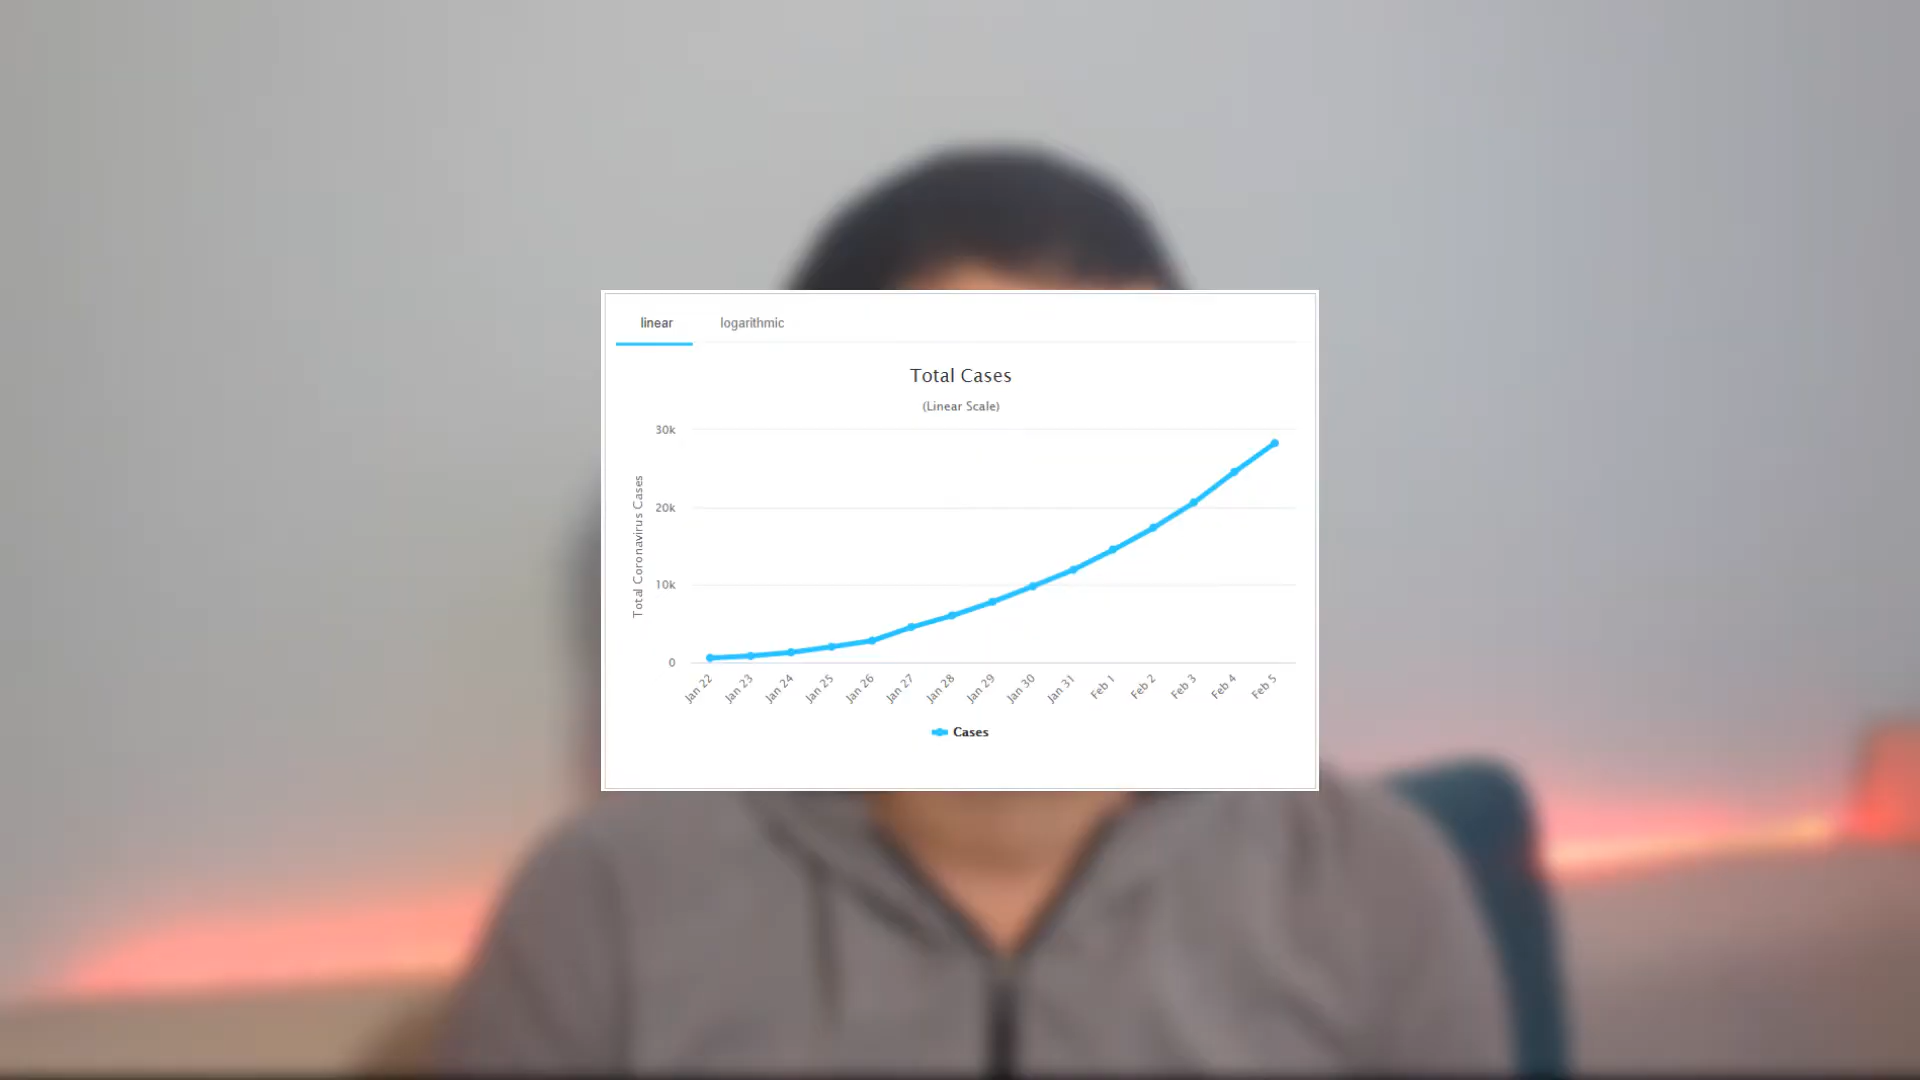 linear logarithmic
Total Cases
(Linear Scale)
Total Coronavirus Cases
30k
20k
10k
0
Jan 22 Jan 23 Jan 24 Jan 25 Jan 26 Jan 27 Jan 28 Jan 29 Jan 30 Jan 31 Feb 1 Feb 2 Feb 3 Feb 4 Feb 5
Cases